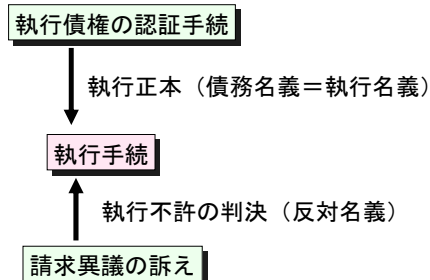 執行債権の認証手続
執行正本（債務名義＝執行名義）
執行手続
執行不許の判決（反対名義）
請求異議の訴え